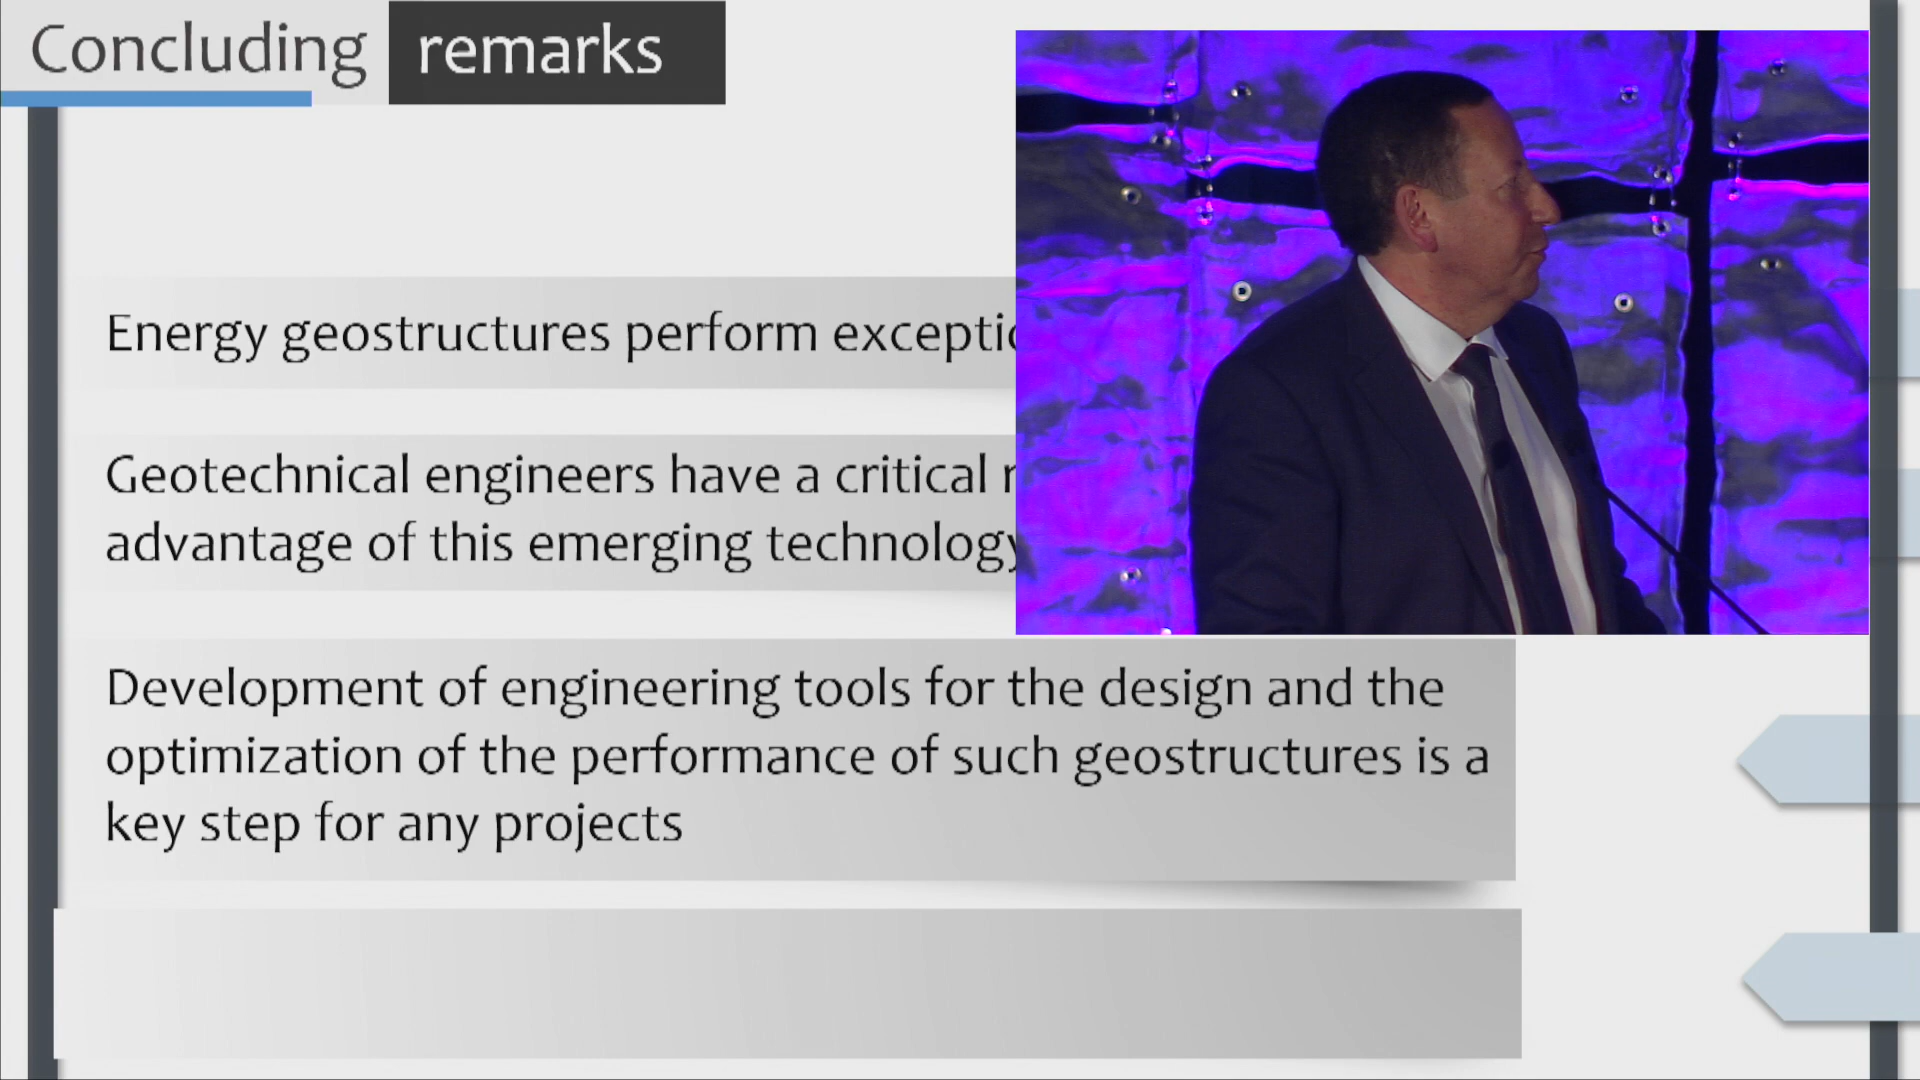 Concluding remarks
Energy geostructures perform
Geotechnical engineers have a critical
advantage of this emerging technology
Development of engineering tools for the design and the
optimization of the performance of such geostructures is a
key step for any projects